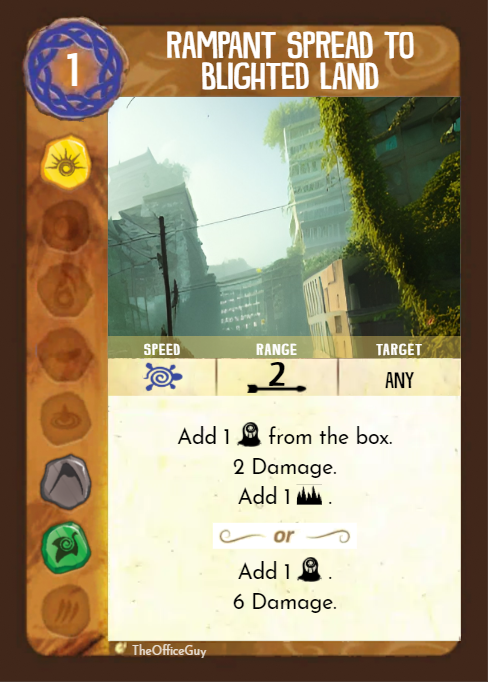 1
RAMPANT SPREAD TO
BLIGHTED LAND
SPEED RANGE TARGET
2 ANY
Add 1 from the box.
2 Damage.
Add 1 .
or
Add 1 .
6 Damage.
TheOfficeGuy